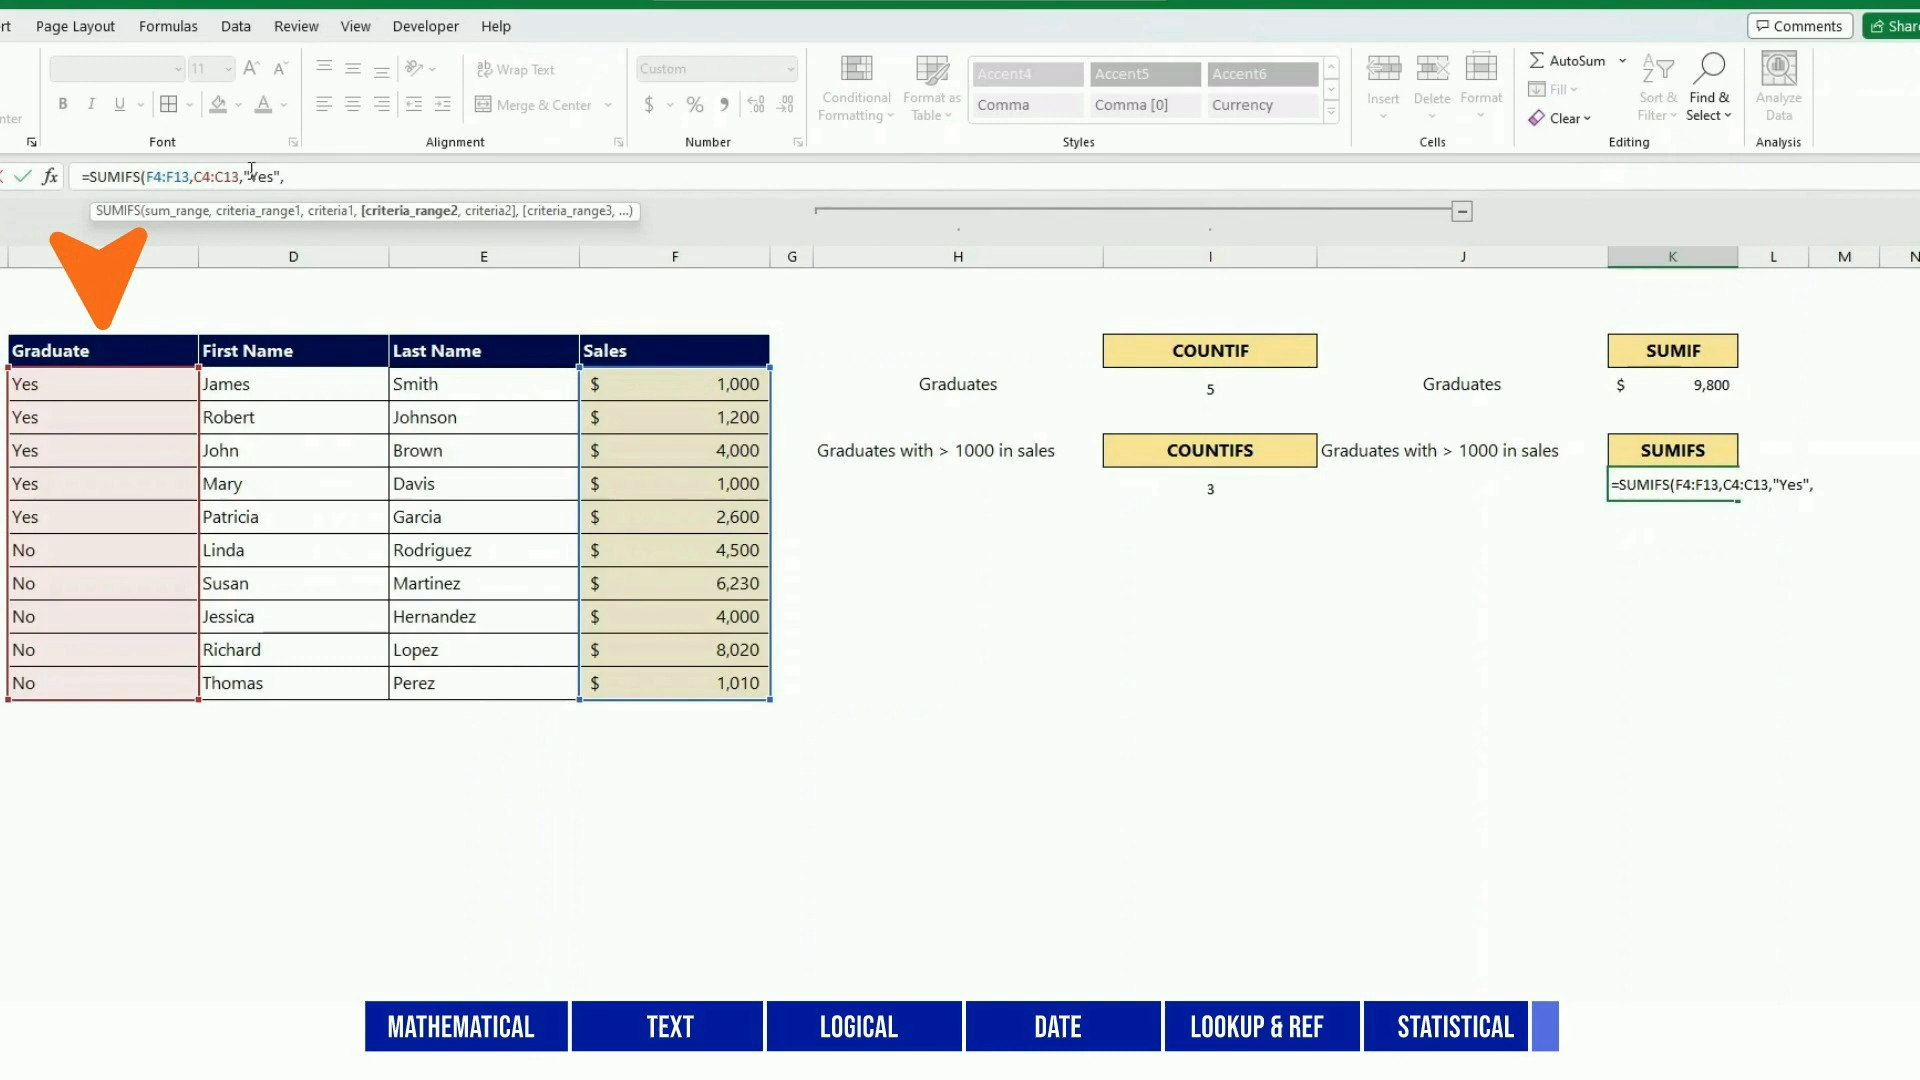 rt Page Layout Formulas Data Review View Developer Help Comments Shar
11 A A ab Wrap Text Custom Accent4 Accent5 Accent6 AutoSum
B I U A Merge & Center $ % Conditional Formatting Format as Table Comma Comma [0] Currency Insert Delete Format Fill Clear Sort & Filter Find & Select Analyze Data
nter Font Alignment Number Styles Cells Editing Analysis
fx =SUMIFS(F4:F13,C4:C13,"Yes",
SUMIFS(sum_range, criteria_range1, criteria1, [criteria_range2, criteria2], [criteria_range3, ...)
D E F G H I J K L M N
Graduate First Name Last Name Sales COUNTIF SUMIF
Yes James Smith $ 1,000 Graduates 5 Graduates $ 9,800
Yes Robert Johnson $ 1,200
Yes John Brown $ 4,000 Graduates with > 1000 in sales COUNTIFS Graduates with > 1000 in sales SUMIFS
Yes Mary Davis $ 1,000 3 =SUMIFS(F4:F13,C4:C13,"Yes",
Yes Patricia Garcia $ 2,600
No Linda Rodriguez $ 4,500
No Susan Martinez $ 6,230
No Jessica Hernandez $ 4,000
No Richard Lopez $ 8,020
No Thomas Perez $ 1,010
MATHEMATICAL TEXT LOGICAL DATE LOOKUP & REF STATISTICAL